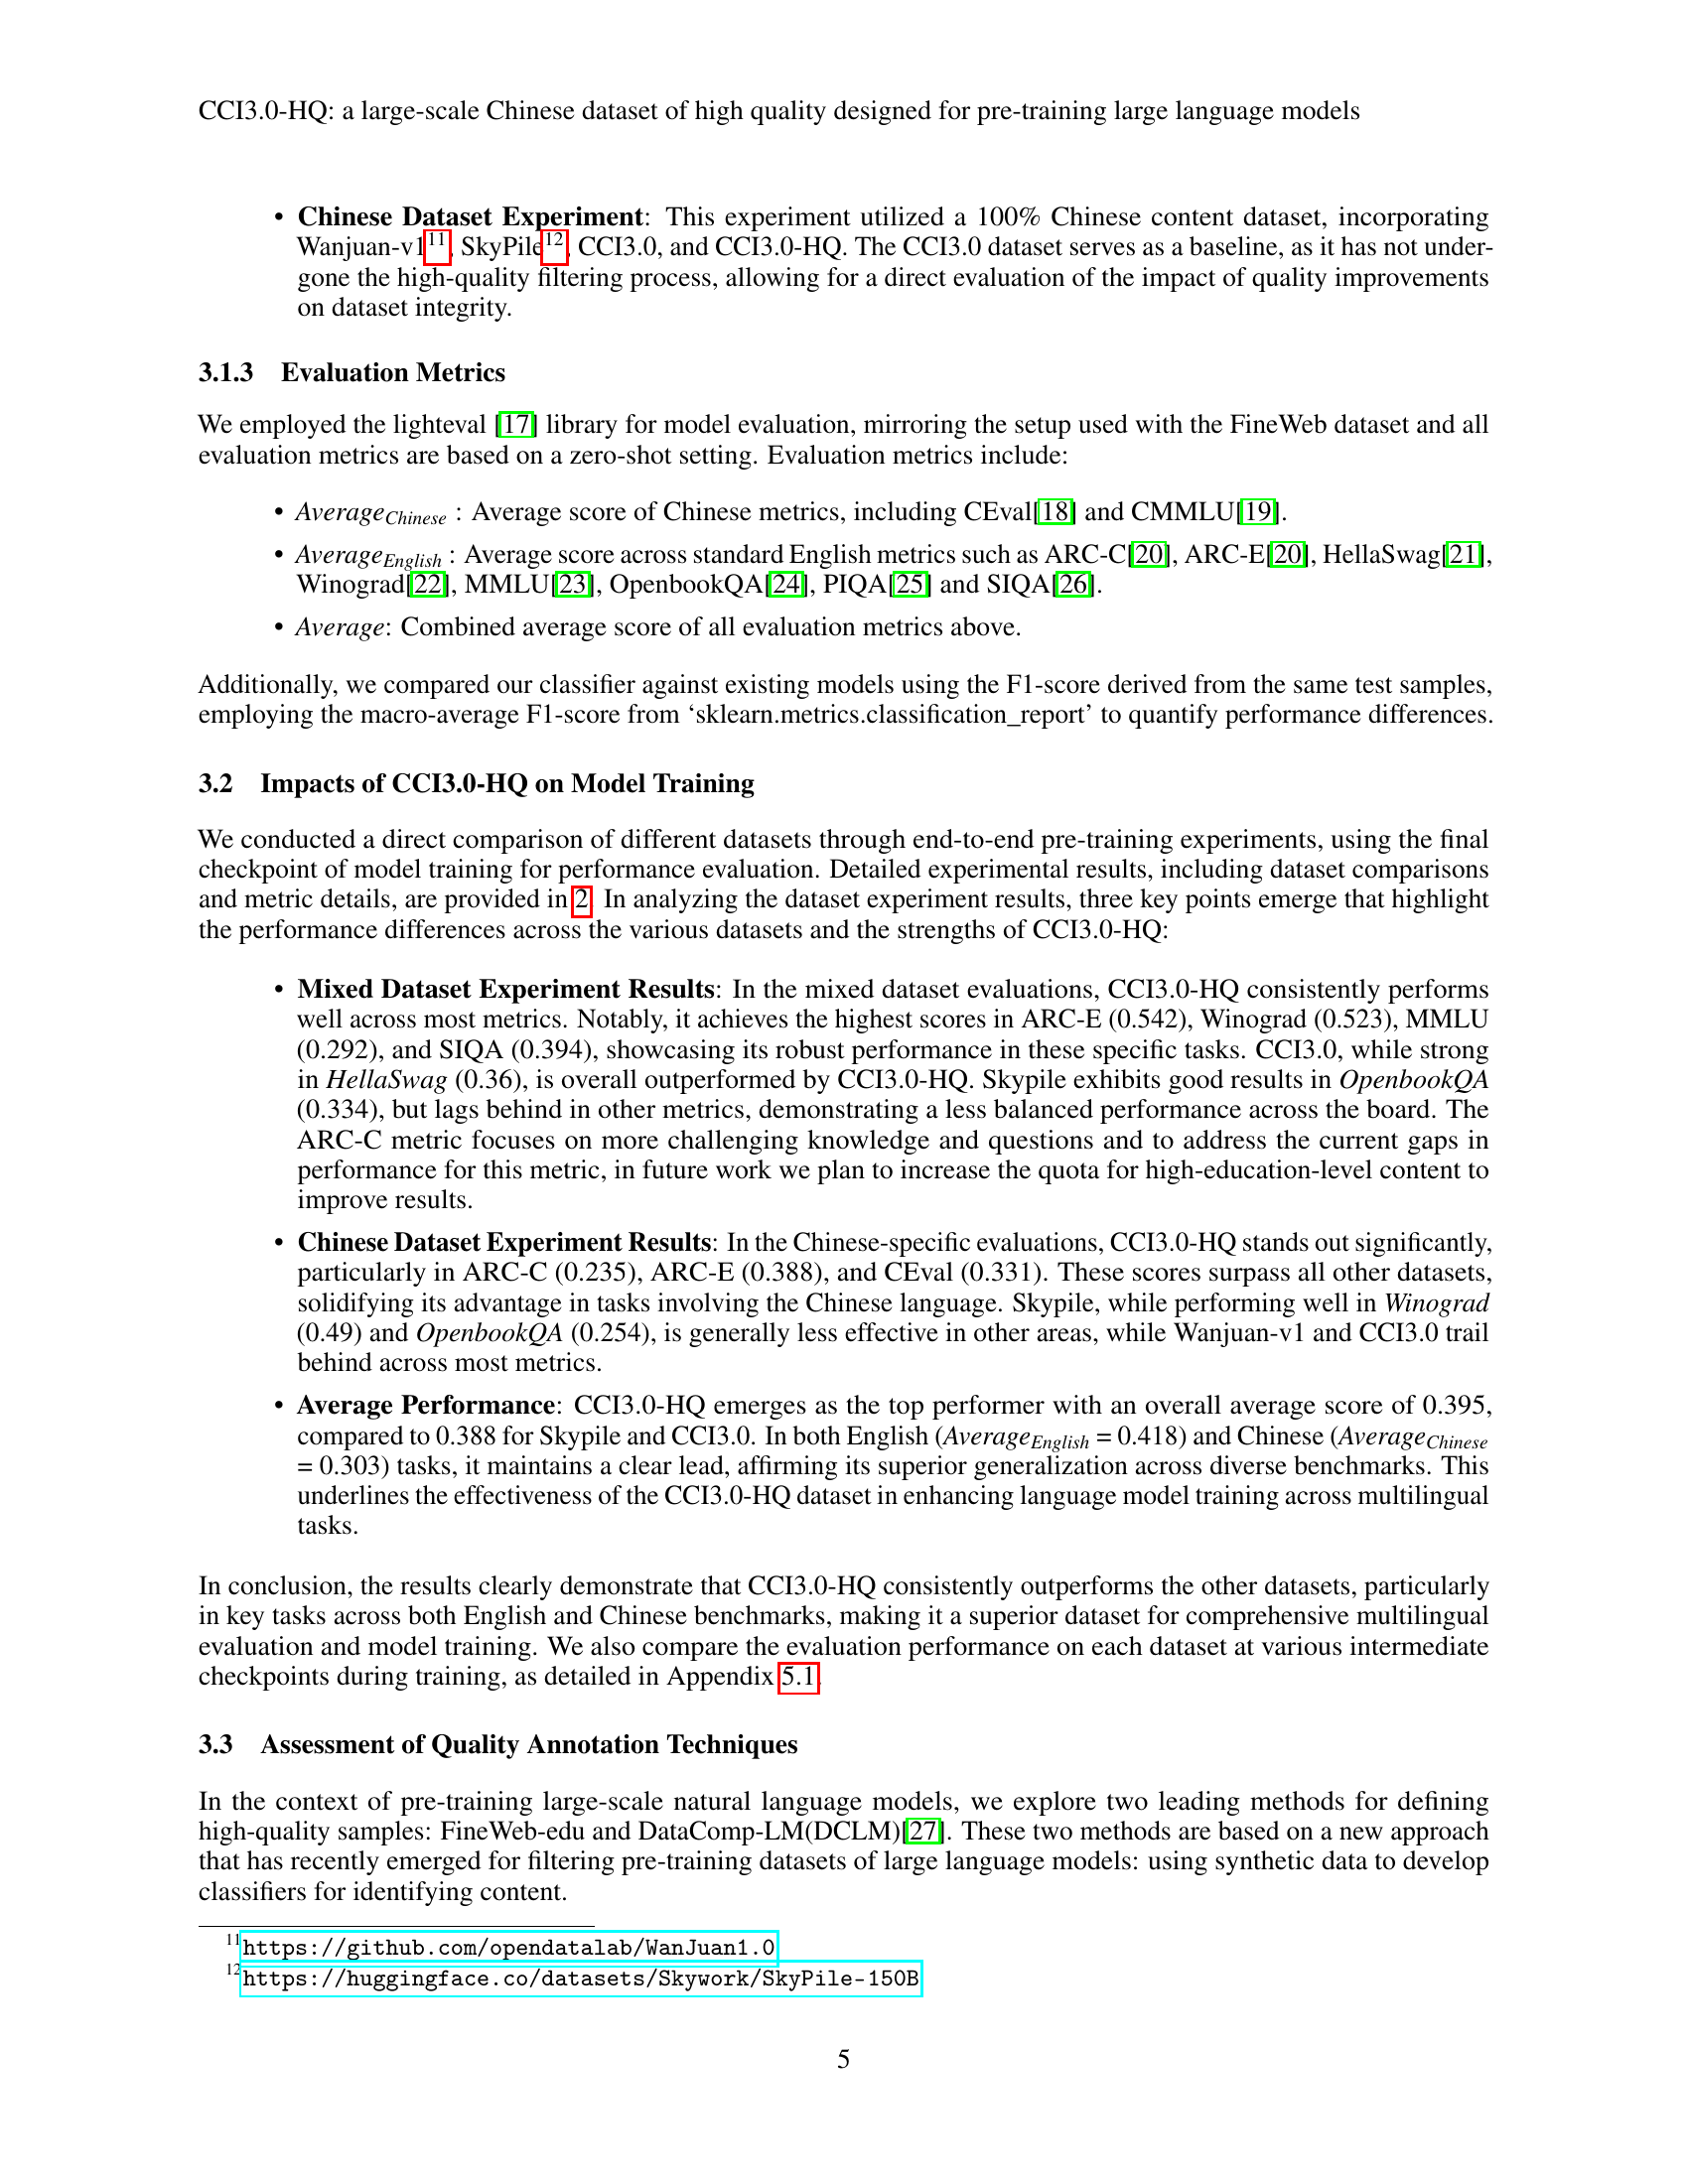 CCI3.0-HQ: a large-scale Chinese dataset of high quality designed for pre-training large language models
• Chinese Dataset Experiment: This experiment utilized a 100% Chinese content dataset, incorporating
Wanjuan-v1 11, SkyPile 12, CCI3.0, and CCI3.0-HQ. The CCI3.0 dataset serves as a baseline, as it has not under-
gone the high-quality filtering process, allowing for a direct evaluation of the impact of quality improvements
on dataset integrity.
3.1.3 Evaluation Metrics
We employed the lighteval [17] library for model evaluation, mirroring the setup used with the FineWeb dataset and all
evaluation metrics are based on a zero-shot setting. Evaluation metrics include:
• Average Chinese : Average score of Chinese metrics, including CEval[18] and CMMLU[19].
• Average English : Average score across standard English metrics such as ARC-C[20], ARC-E[20], HellaSwag[21],
Winograd[22], MMLU[23], OpenbookQA[24], PIQA[25] and SIQA[26].
• Average: Combined average score of all evaluation metrics above.
Additionally, we compared our classifier against existing models using the F1-score derived from the same test samples,
employing the macro-average F1-score from ‘sklearn.metrics.classification_report’ to quantify performance differences.
3.2 Impacts of CCI3.0-HQ on Model Training
We conducted a direct comparison of different datasets through end-to-end pre-training experiments, using the final
checkpoint of model training for performance evaluation. Detailed experimental results, including dataset comparisons
and metric details, are provided in 2. In analyzing the dataset experiment results, three key points emerge that highlight
the performance differences across the various datasets and the strengths of CCI3.0-HQ:
• Mixed Dataset Experiment Results: In the mixed dataset evaluations, CCI3.0-HQ consistently performs
well across most metrics. Notably, it achieves the highest scores in ARC-E (0.542), Winograd (0.523), MMLU
(0.292), and SIQA (0.394), showcasing its robust performance in these specific tasks. CCI3.0, while strong
in HellaSwag (0.36), is overall outperformed by CCI3.0-HQ. Skypile exhibits good results in OpenbookQA
(0.334), but lags behind in other metrics, demonstrating a less balanced performance across the board. The
ARC-C metric focuses on more challenging knowledge and questions and to address the current gaps in
performance for this metric, in future work we plan to increase the quota for high-education-level content to
improve results.
• Chinese Dataset Experiment Results: In the Chinese-specific evaluations, CCI3.0-HQ stands out significantly,
particularly in ARC-C (0.235), ARC-E (0.388), and CEval (0.331). These scores surpass all other datasets,
solidifying its advantage in tasks involving the Chinese language. Skypile, while performing well in Winograd
(0.49) and OpenbookQA (0.254), is generally less effective in other areas, while Wanjuan-v1 and CCI3.0 trail
behind across most metrics.
• Average Performance: CCI3.0-HQ emerges as the top performer with an overall average score of 0.395,
compared to 0.388 for Skypile and CCI3.0. In both English (Average English = 0.418) and Chinese (Average Chinese
= 0.303) tasks, it maintains a clear lead, affirming its superior generalization across diverse benchmarks. This
underlines the effectiveness of the CCI3.0-HQ dataset in enhancing language model training across multilingual
tasks.
In conclusion, the results clearly demonstrate that CCI3.0-HQ consistently outperforms the other datasets, particularly
in key tasks across both English and Chinese benchmarks, making it a superior dataset for comprehensive multilingual
evaluation and model training. We also compare the evaluation performance on each dataset at various intermediate
checkpoints during training, as detailed in Appendix 5.1.
3.3 Assessment of Quality Annotation Techniques
In the context of pre-training large-scale natural language models, we explore two leading methods for defining
high-quality samples: FineWeb-edu and DataComp-LM(DCLM)[27]. These two methods are based on a new approach
that has recently emerged for filtering pre-training datasets of large language models: using synthetic data to develop
classifiers for identifying content.
11 https://github.com/opendatalab/WanJuan1.0
12 https://huggingface.co/datasets/Skywork/SkyPile-150B
5